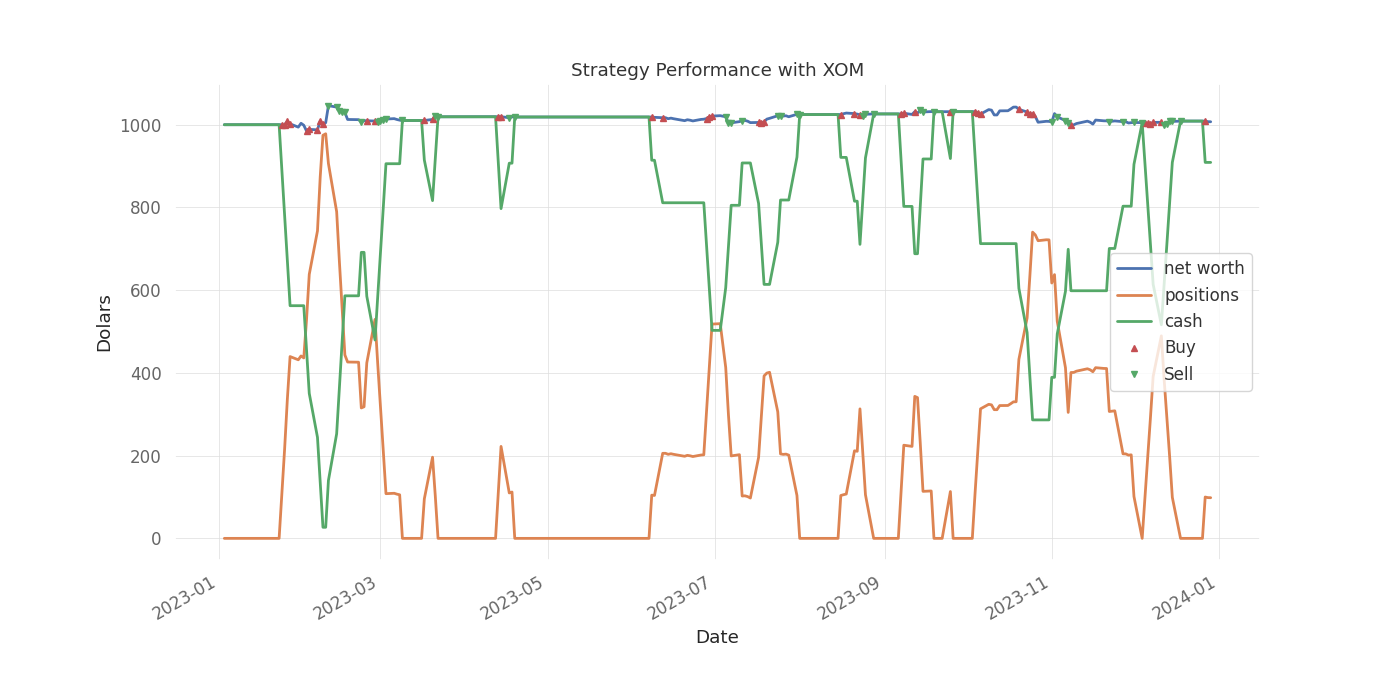 Strategy Performance with XOM
Dolars
1000
800
600
400
200
0
net worth
positions
cash
Buy
Sell
2023-01
2023-03
2023-05
2023-07
2023-09
2023-11
2024-01
Date